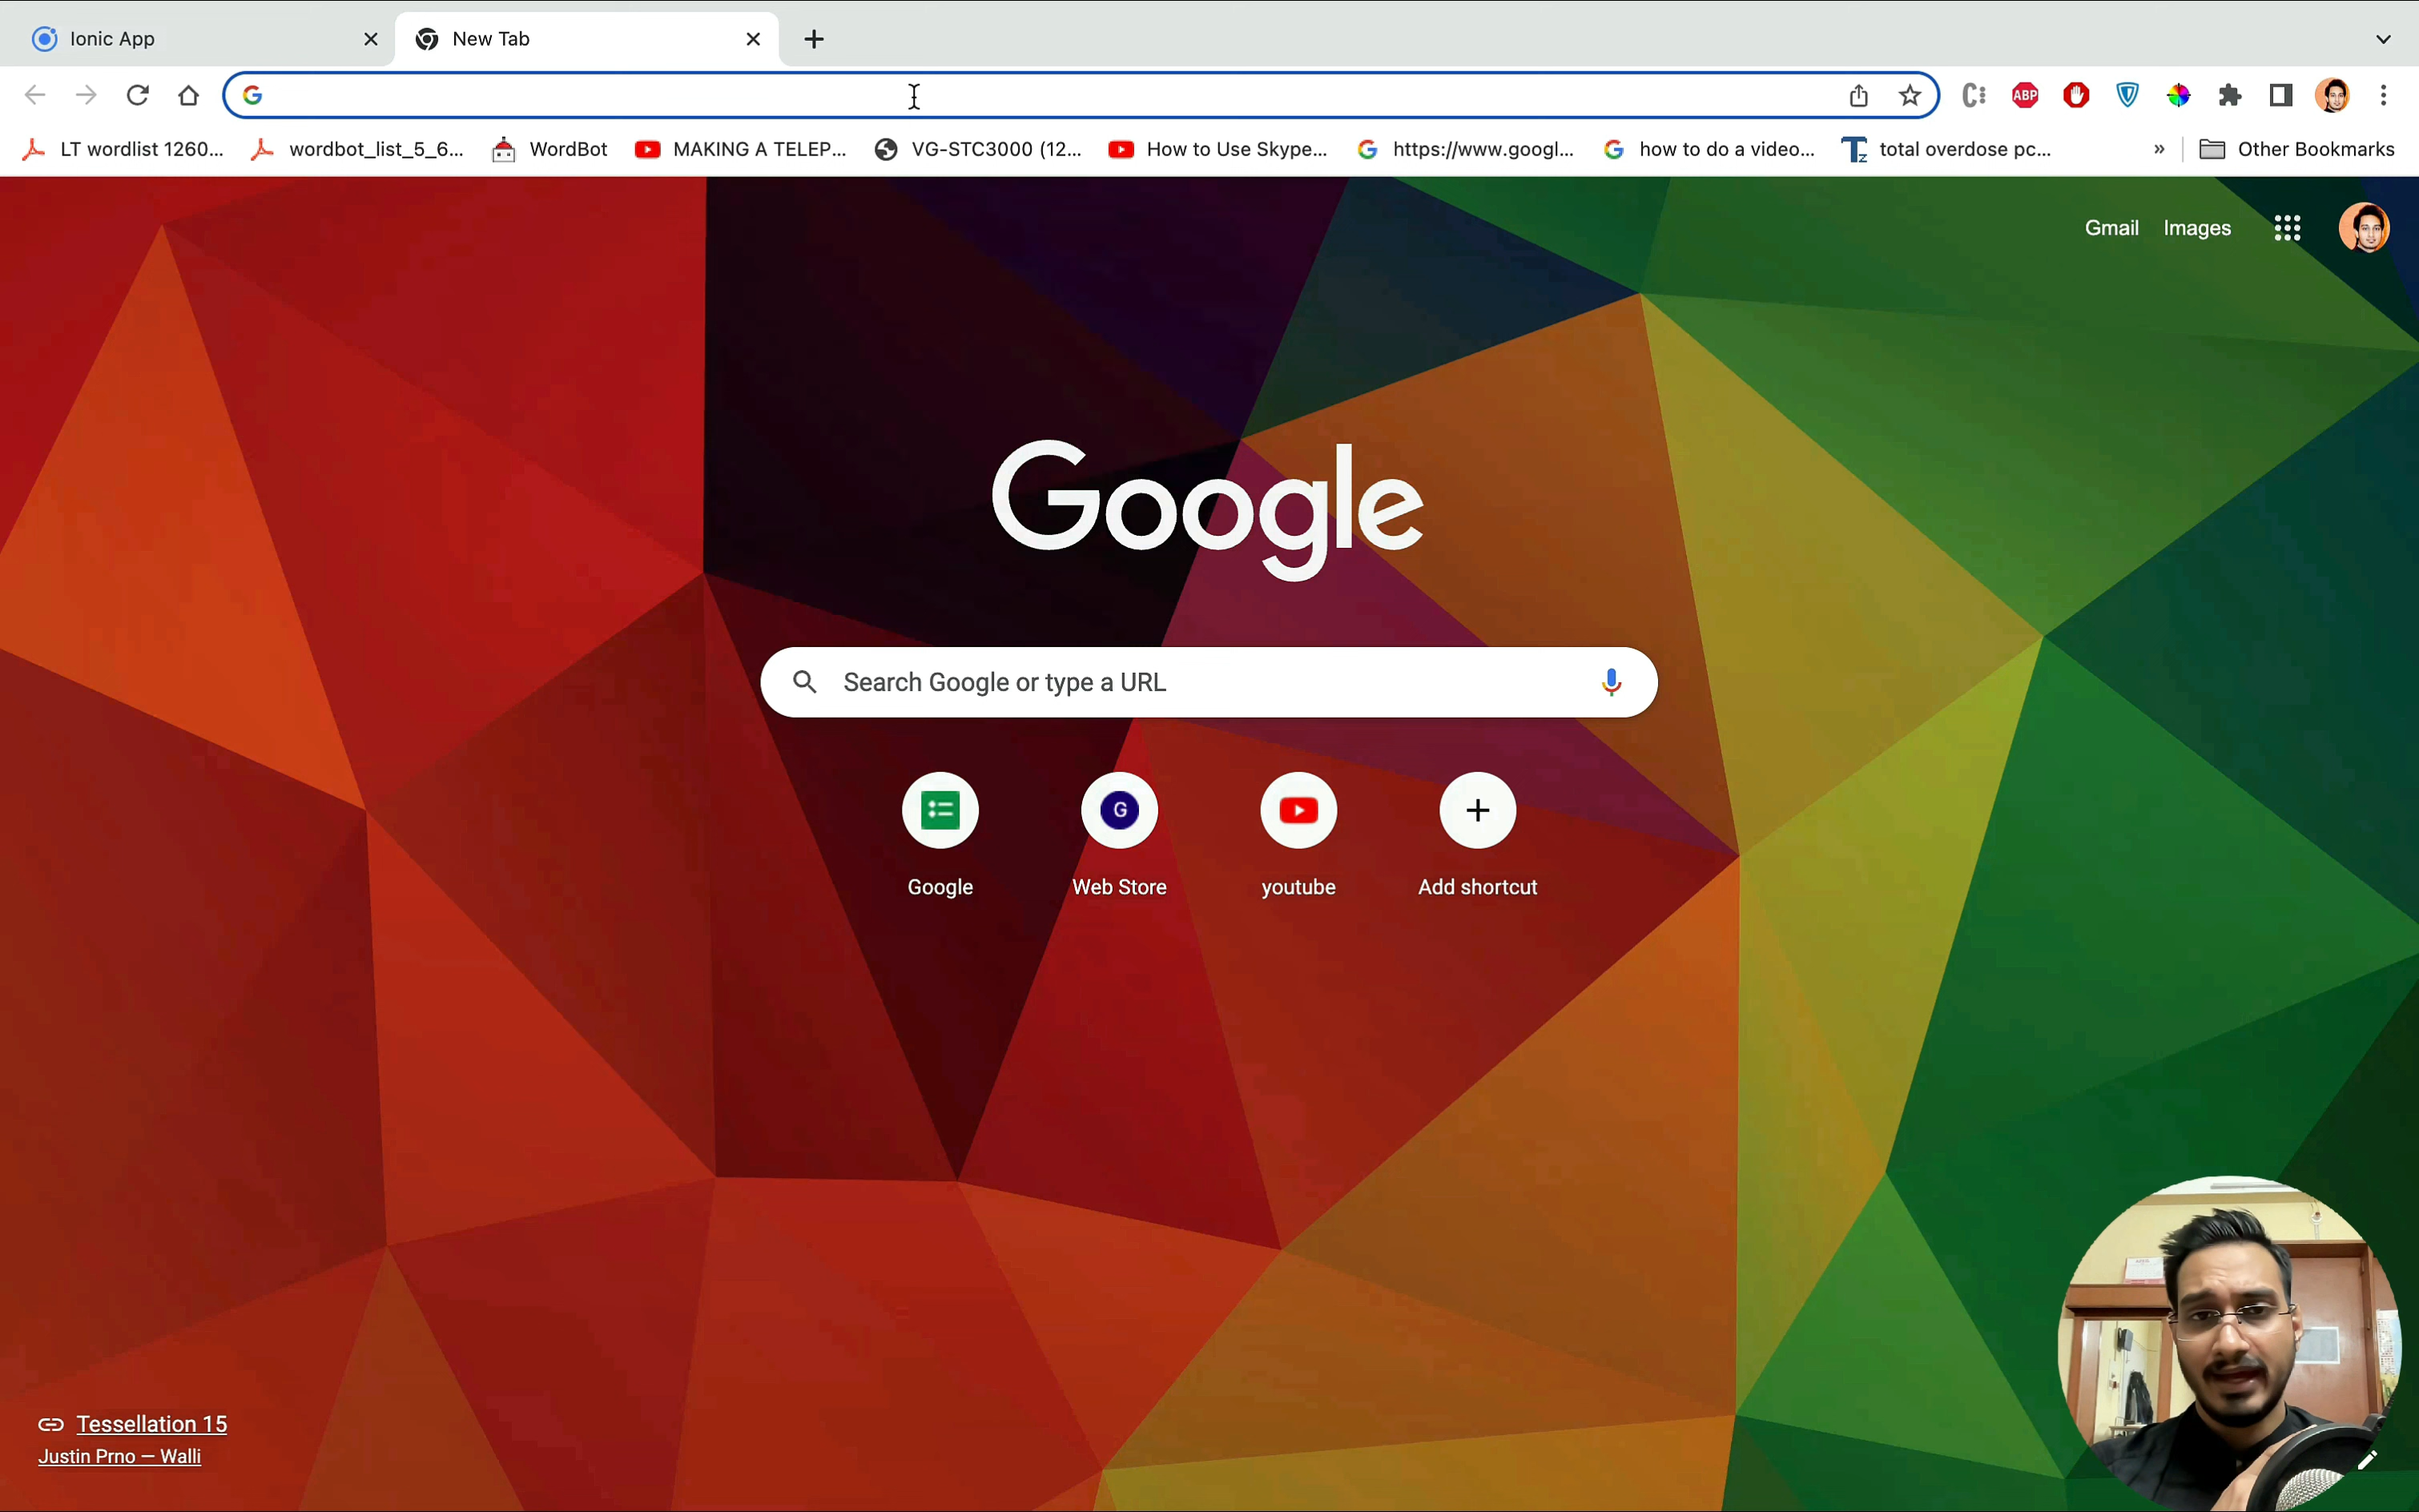 Ionic App
New Tab
LT wordlist 1260...
wordbot_list_5_6...
WordBot
MAKING A TELEP...
VG-STC3000 (12...
How to Use Skype...
https://www.googl...
how to do a video...
total overdose pc...
»
Other Bookmarks
ABP
Gmail
Images
Google
Search Google or type a URL
G
Google
Web Store
youtube
Add shortcut
Tessellation 15
Justin Prno — Walli